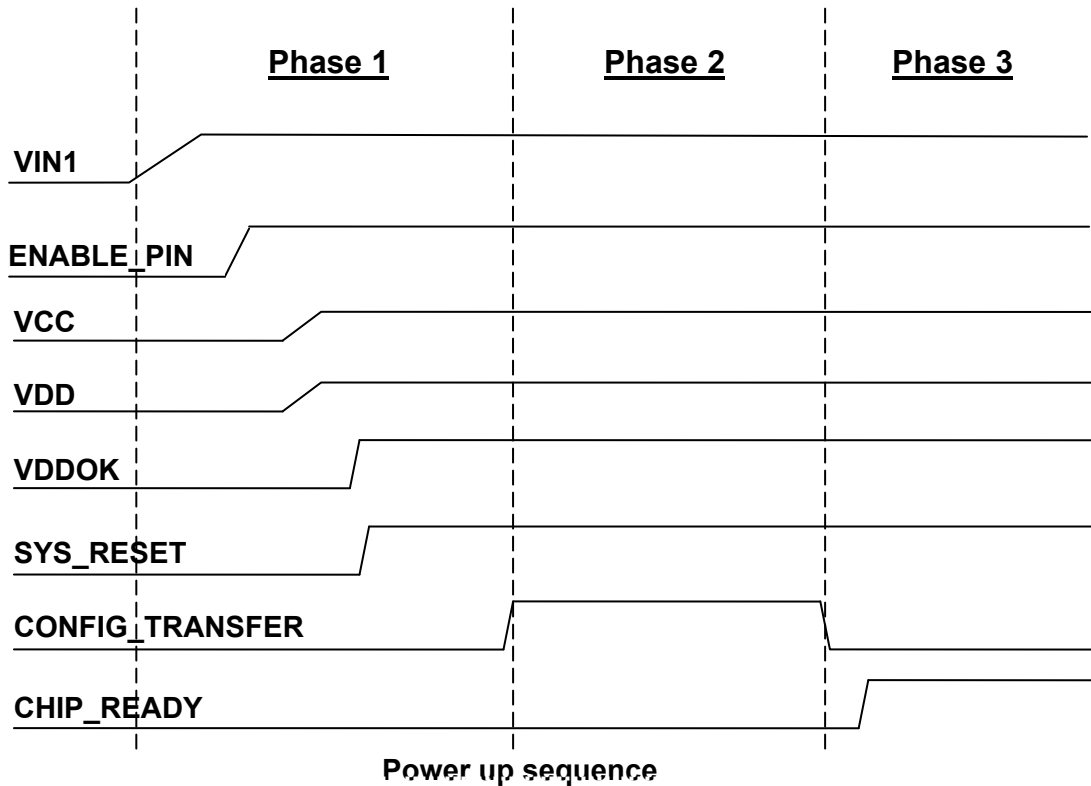 Phase 1 Phase 2 Phase 3
VIN1
ENABLE_PIN
VCC
VDD
VDDOK
SYS_RESET
CONFIG_TRANSFER
CHIP_READY
Power up sequence